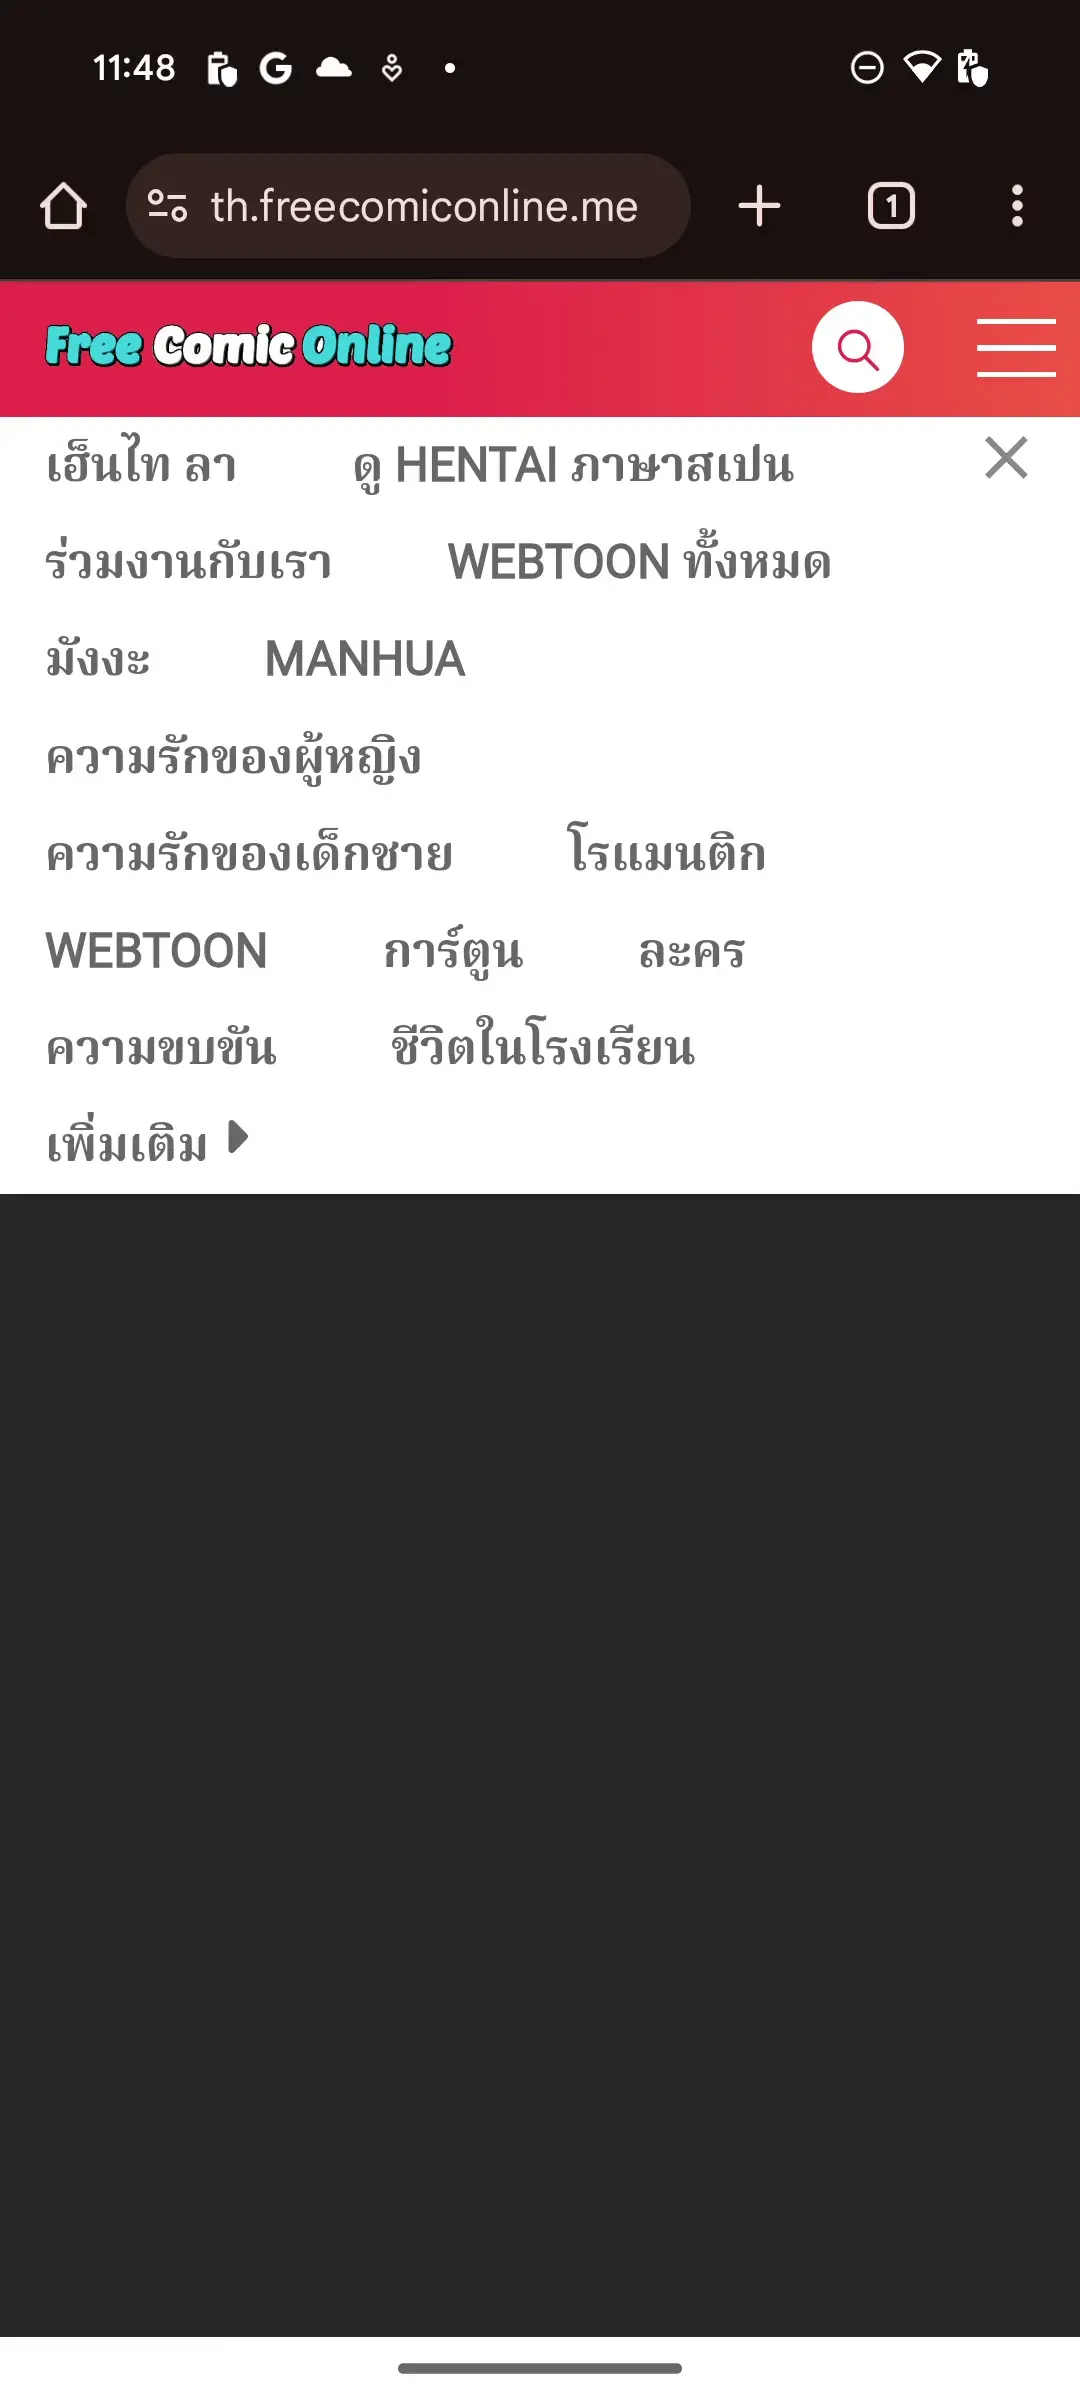 11:48
th.freecomiconline.me
1
Free Comic Online
เฮ็นไท ลา ดู HENTAI ภาษาสเปน
ร่วมงานกับเรา WEBTOON ทั้งหมด
มังงะ MANHUA
ความรักของผู้หญิง
ความรักของเด็กชาย โรแมนติก
WEBTOON การ์ตูน ละคร
ความขบขัน ชีวิตในโรงเรียน
เพิ่มเติม